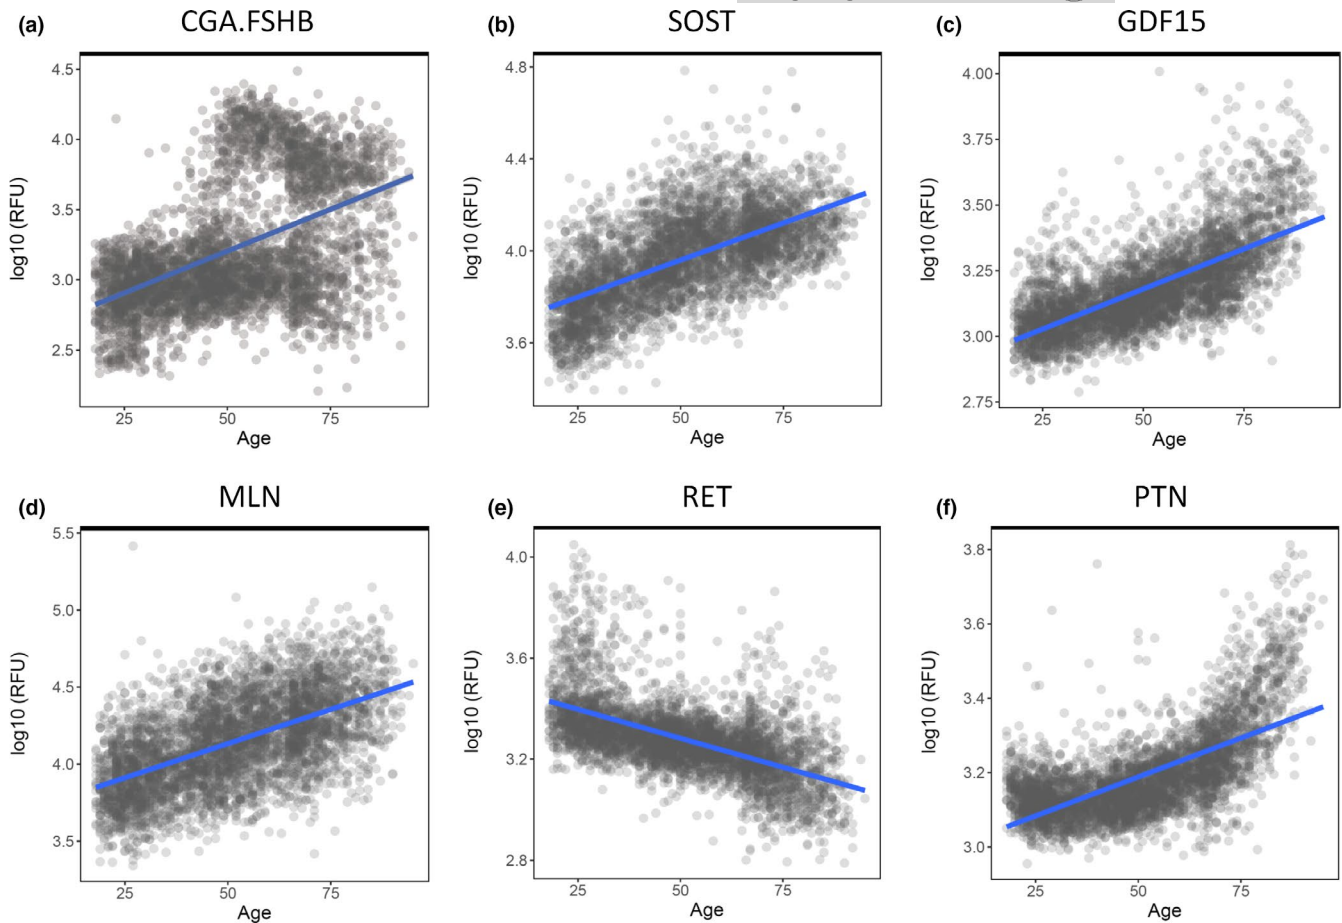 (a) CGA.FSHB
4.5
4.0
3.5
3.0
2.5
log10 (RFU)
25 50 75
Age
(b) SOST
4.8
4.4
4.0
3.6
log10 (RFU)
25 50 75
Age
(c) GDF15
4.00
3.75
3.50
3.25
3.00
2.75
log10 (RFU)
25 50 75
Age
(d) MLN
5.5
5.0
4.5
4.0
3.5
log10 (RFU)
25 50 75
Age
(e) RET
4.0
3.6
3.2
2.8
log10 (RFU)
25 50 75
Age
(f) PTN
3.8
3.6
3.4
3.2
3.0
log10 (RFU)
25 50 75
Age